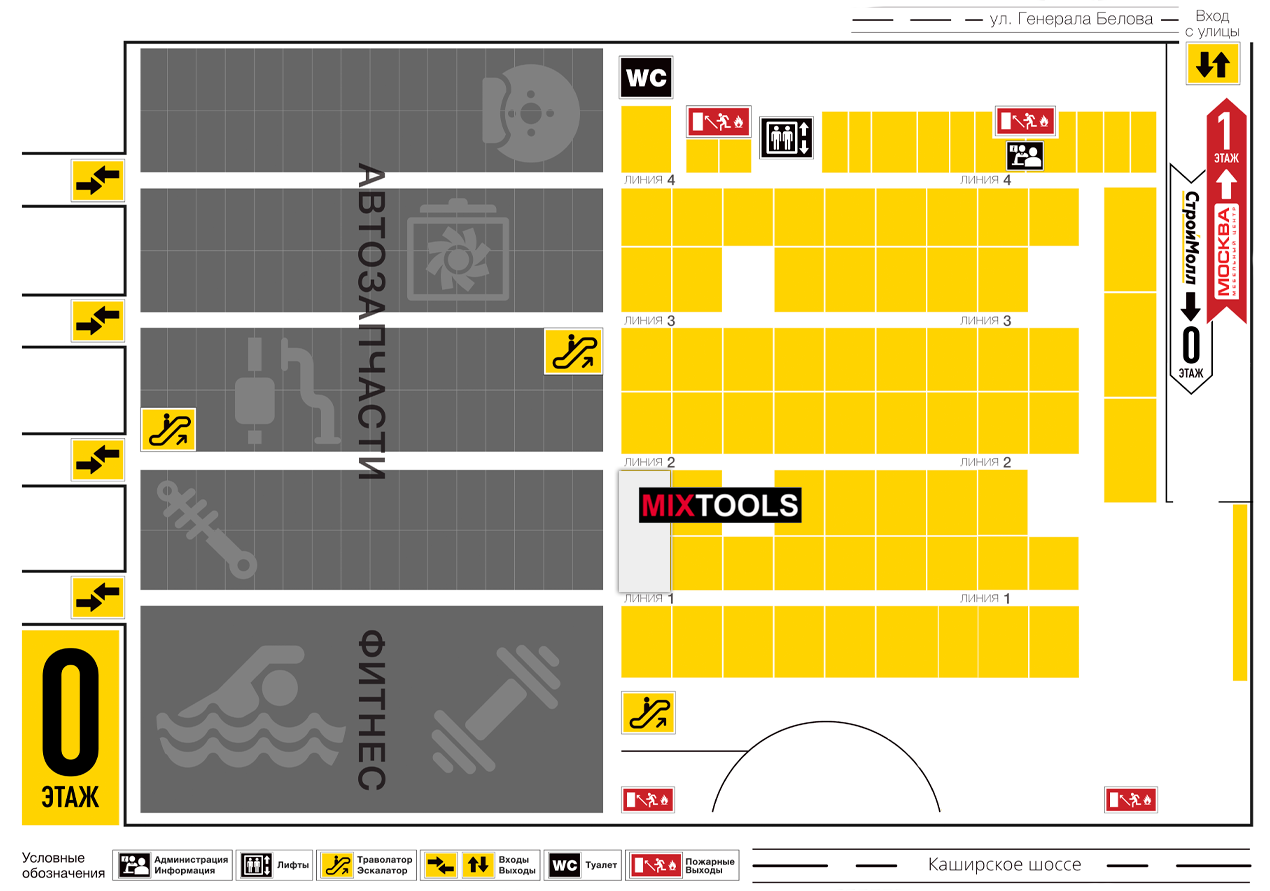 ул. Генерала Белова
Вход
с улицы
WC
1
ЭТАЖ
МОСКВА
МЕБЕЛЬНЫЙ ЦЕНТР
СтройМолл
0
ЭТАЖ
АВТОЗАПЧАСТИ
ЛИНИЯ 4
ЛИНИЯ 4
ЛИНИЯ 3
ЛИНИЯ 3
ЛИНИЯ 2
ЛИНИЯ 2
MIXTOOLS
ЛИНИЯ 1
ЛИНИЯ 1
ФИТНЕС
0
ЭТАЖ
Условные
обозначения
Администрация
Информация
Лифты
Траволатор
Эскалатор
Входы
Выходы
WC
Туалет
Пожарные
Выходы
Каширское шоссе